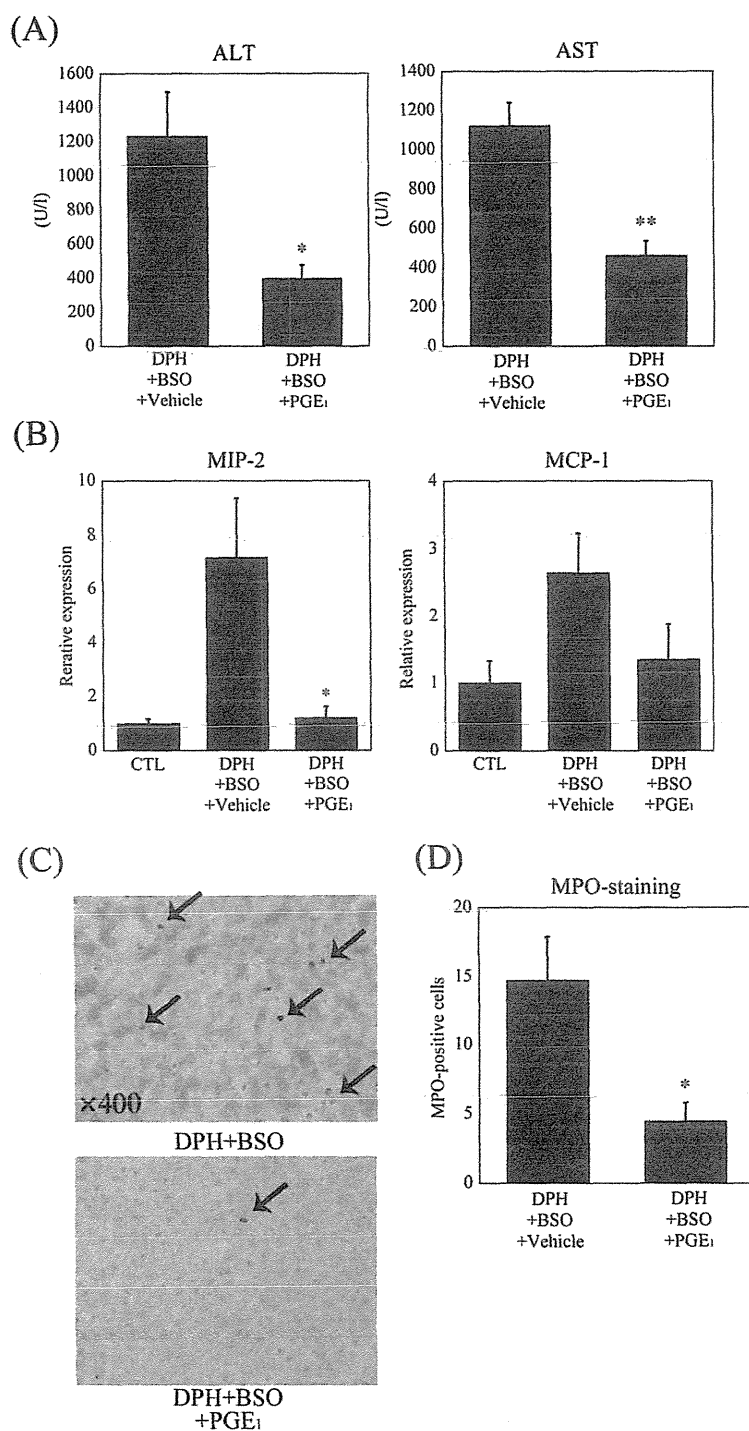 (A)
ALT
1600
1400
1200
1000
800
600
400
200
0
(U/l)
*
DPH
+BSO
+Vehicle
DPH
+BSO
+PGE₁
AST
1400
1200
1000
800
600
400
200
0
(U/l)
**
DPH
+BSO
+Vehicle
DPH
+BSO
+PGE₁
(B)
MIP-2
10
8
6
4
2
0
Rerative expression
*
CTL
DPH
+BSO
+Vehicle
DPH
+BSO
+PGE₁
MCP-1
4
3
2
1
0
Relative expression
CTL
DPH
+BSO
+Vehicle
DPH
+BSO
+PGE₁
(C)
×400
DPH+BSO
DPH+BSO
+PGE₁
(D)
MPO-staining
20
15
10
5
0
MPO-positive cells
*
DPH
+BSO
+Vehicle
DPH
+BSO
+PGE₁